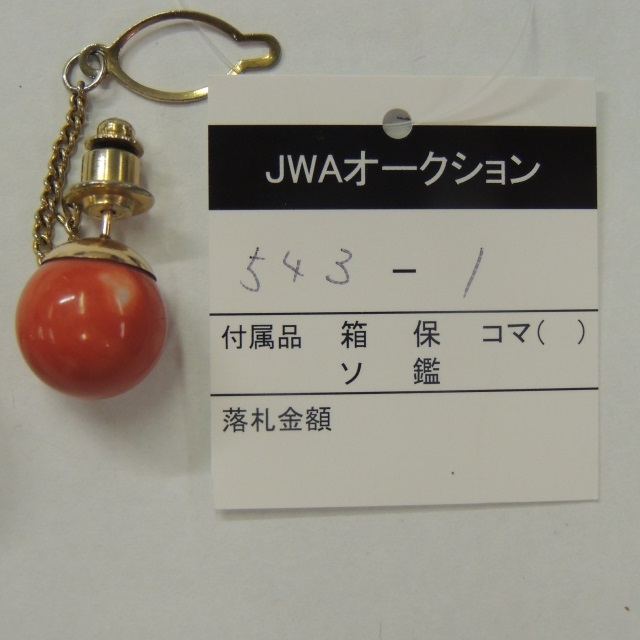 JWAオークション
543 - 1
付属品 箱 保 コマ( )
ソ 鑑
落札金額